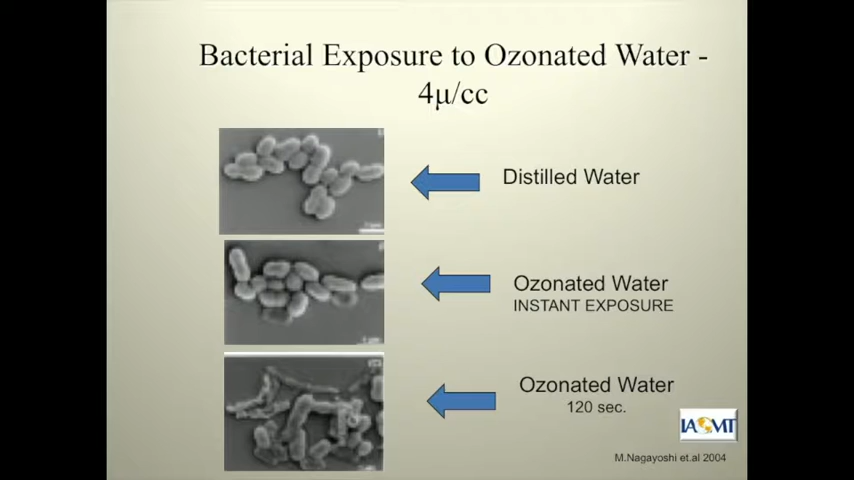 Bacterial Exposure to Ozonated Water -
4μ/cc
Distilled Water
Ozonated Water
INSTANT EXPOSURE
Ozonated Water
120 sec.
IAOMT
M.Nagayoshi et.al 2004